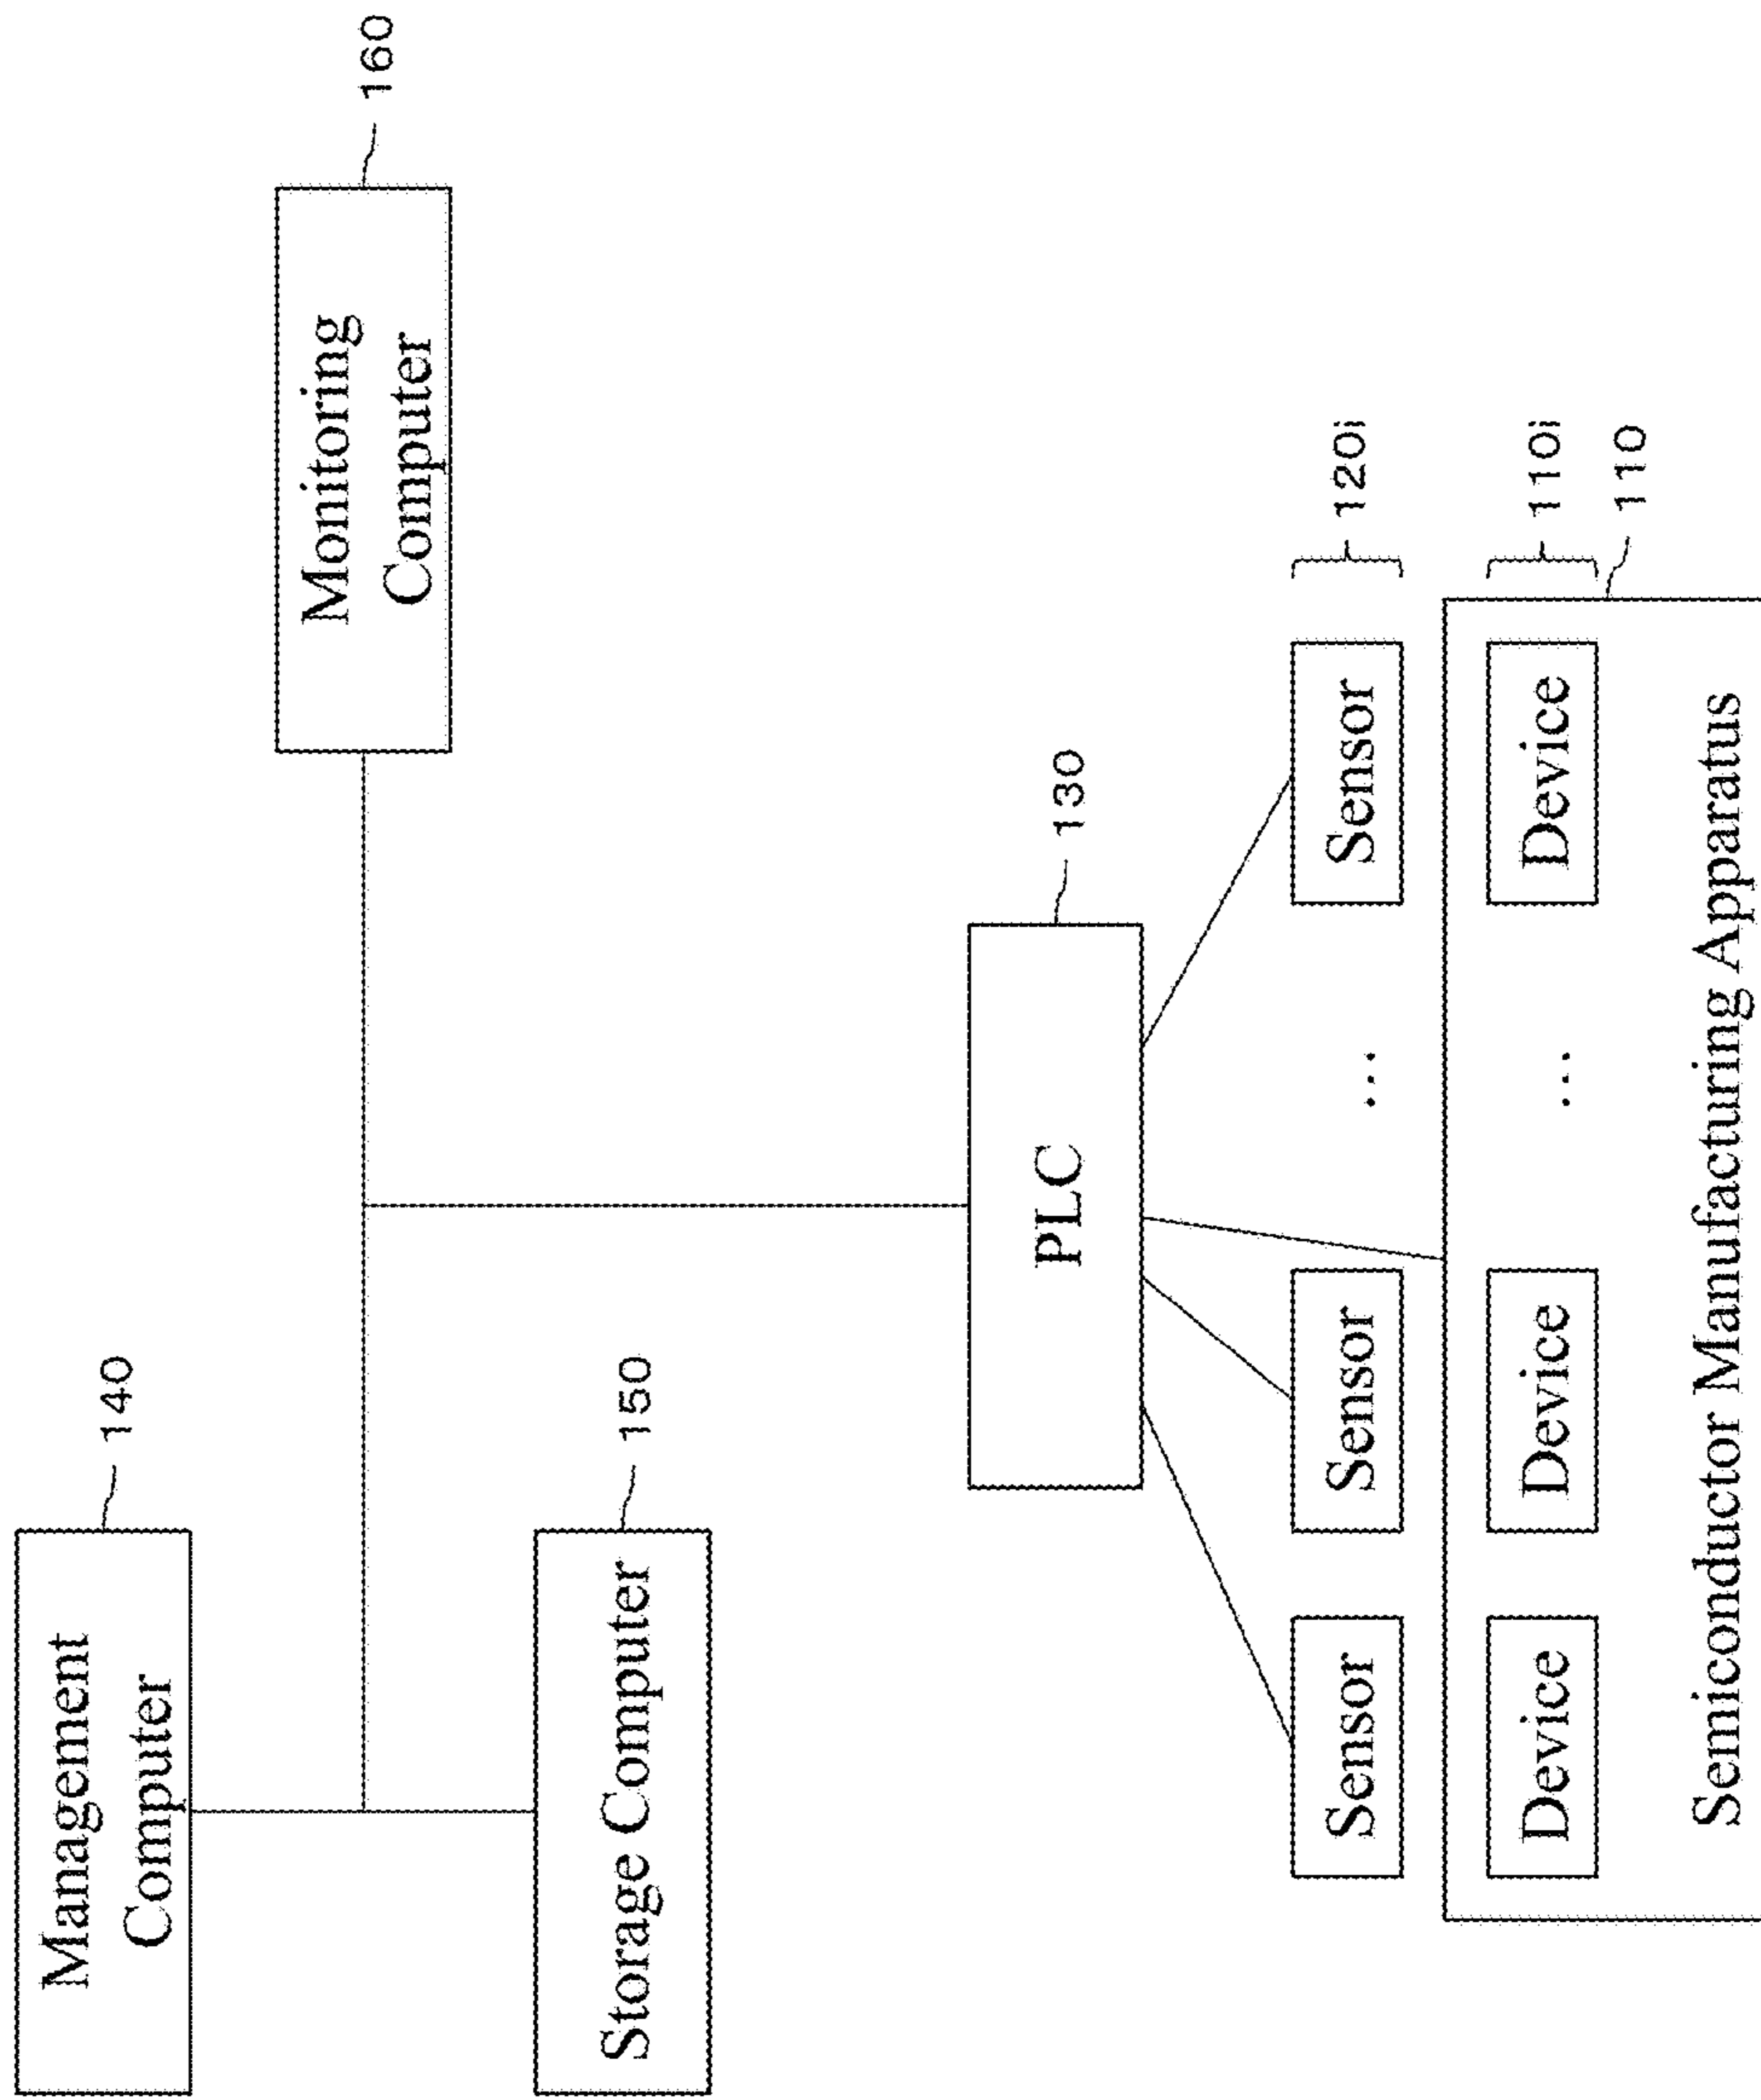 Management
Computer
140
Monitoring
Computer
160
Storage Computer
150
PLC
130
Sensor
Sensor
...
Sensor
120i
Device
Device
...
Device
110i
110
Semiconductor Manufacturing Apparatus